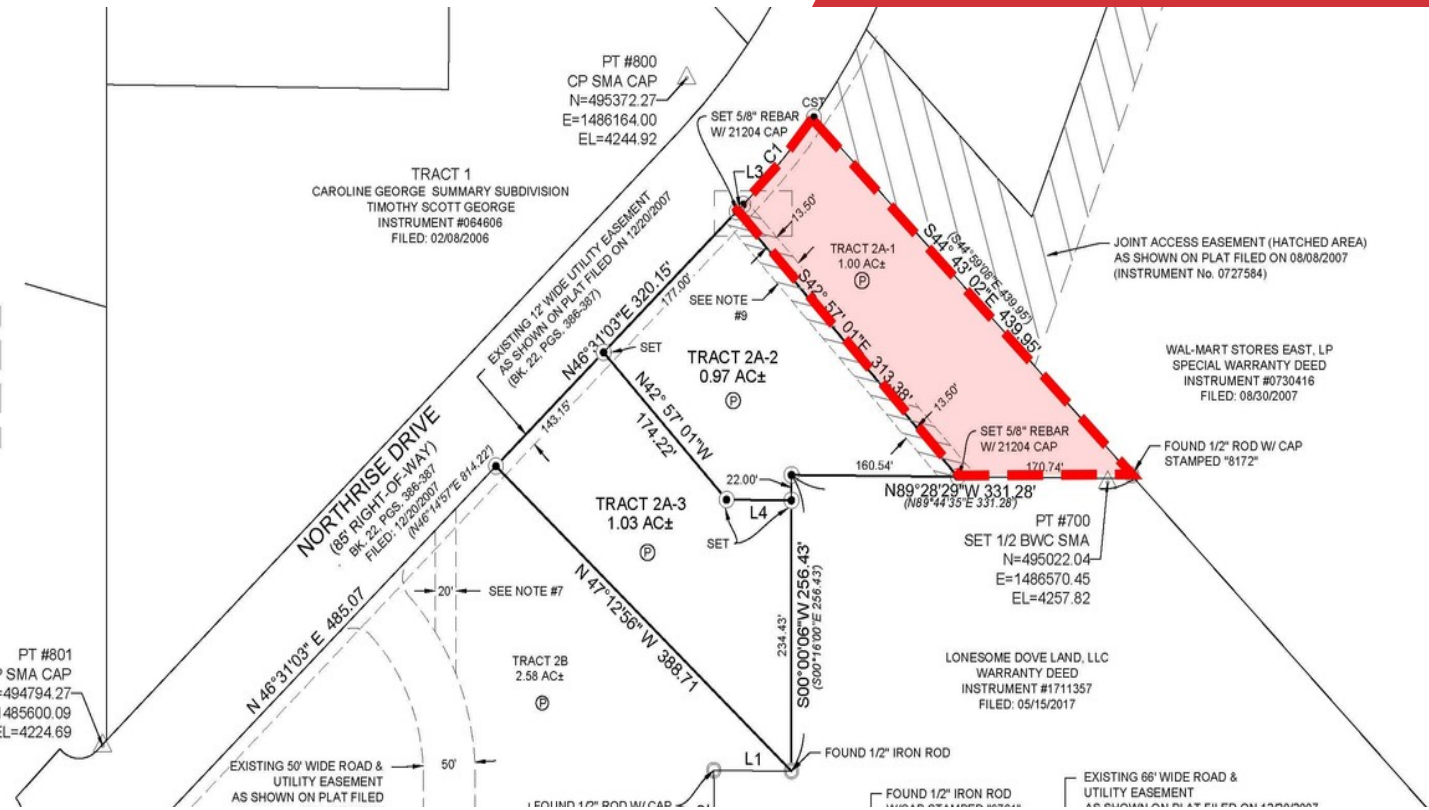 PT #800
CP SMA CAP
N=495372.27
E=1486164.00
EL=4244.92
CST
SET 5/8" REBAR
W/ 21204 CAP
C1
L3
13.50'
TRACT 1
CAROLINE GEORGE SUMMARY SUBDIVISION
TIMOTHY SCOTT GEORGE
INSTRUMENT #064606
FILED: 02/08/2006
EXISTING 12' WIDE UTILITY EASEMENT
AS SHOWN ON PLAT FILED ON 12/20/2007
(BK. 22, PGS. 386-387)
N46°31'03"E 320.15'
177.00'
143.15'
TRACT 2A-1
1.00 AC±
P
S44° 43' 02"E 439.95'
(S44°59'06"E 439.95')
JOINT ACCESS EASEMENT (HATCHED AREA)
AS SHOWN ON PLAT FILED ON 08/08/2007
(INSTRUMENT No. 0727584)
SEE NOTE
#9
S42° 57' 01"E 313.38'
13.50'
SET
TRACT 2A-2
0.97 AC±
P
WAL-MART STORES EAST, LP
SPECIAL WARRANTY DEED
INSTRUMENT #0730416
FILED: 08/30/2007
N42° 57' 01"W
174.22'
NORTHRISE DRIVE
(85' RIGHT-OF-WAY)
BK. 22, PGS. 386-387
FILED: 12/20/2007
(N46°14'57"E 814.22')
SET 5/8" REBAR
W/ 21204 CAP
FOUND 1/2" ROD W/ CAP
STAMPED "8172"
160.54'
170.74'
22.00'
N89°28'29"W 331.28'
(N89°44'35"E 331.28')
L4
SET
TRACT 2A-3
1.03 AC±
P
PT #700
SET 1/2 BWC SMA
N=495022.04
E=1486570.45
EL=4257.82
20'
SEE NOTE #7
N 47°12'56" W 388.71
234.43'
S00°00'06"W 256.43'
(S00°16'00"E 256.43')
N 46°31'03" E 485.07
PT #801
SMA CAP
=494794.27
1485600.09
EL=4224.69
TRACT 2B
2.58 AC±
P
LONESOME DOVE LAND, LLC
WARRANTY DEED
INSTRUMENT #1711357
FILED: 05/15/2017
EXISTING 50' WIDE ROAD &
UTILITY EASEMENT
AS SHOWN ON PLAT FILED
50'
L1
FOUND 1/2" IRON ROD
FOUND 1/2" ROD W/ CAP
FOUND 1/2" IRON ROD
EXISTING 66' WIDE ROAD &
UTILITY EASEMENT
AS SHOWN ON PLAT FILED ON 12/20/2007